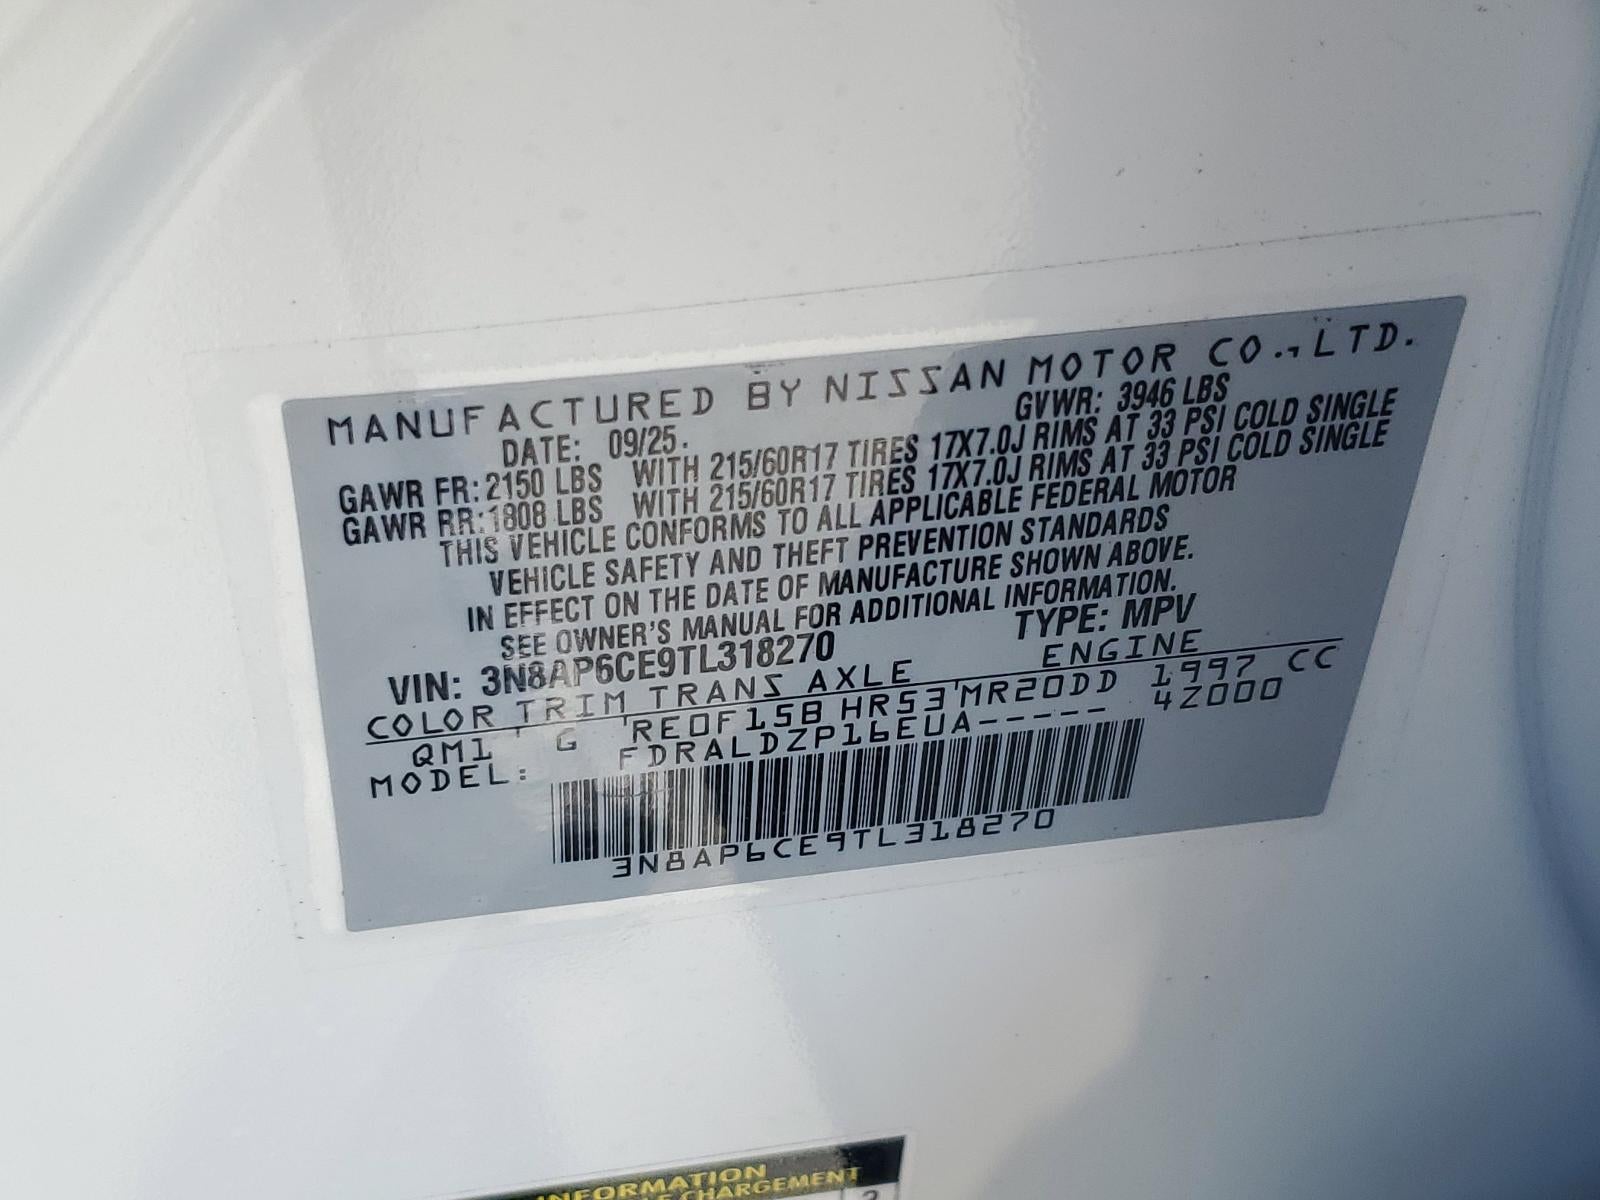 MANUFACTURED BY NISSAN MOTOR CO., LTD.
DATE: 09/25. GVWR: 3946 LBS
GAWR FR: 2150 LBS WITH 215/60R17 TIRES 17X7.0J RIMS AT 33 PSI COLD SINGLE
GAWR RR: 1808 LBS WITH 215/60R17 TIRES 17X7.0J RIMS AT 33 PSI COLD SINGLE
THIS VEHICLE CONFORMS TO ALL APPLICABLE FEDERAL MOTOR
VEHICLE SAFETY AND THEFT PREVENTION STANDARDS
IN EFFECT ON THE DATE OF MANUFACTURE SHOWN ABOVE.
SEE OWNER'S MANUAL FOR ADDITIONAL INFORMATION.
VIN: 3N8AP6CE9TL318270 TYPE: MPV
COLOR TRIM TRANS AXLE ENGINE
QM1 ' G 'RE0F15B HR53'MR20DD 1997 CC
MODEL: FDRALDZP16EUA----- 4Z000
3N8AP6CE9TL318270
INFORMATION
CHARGEMENT